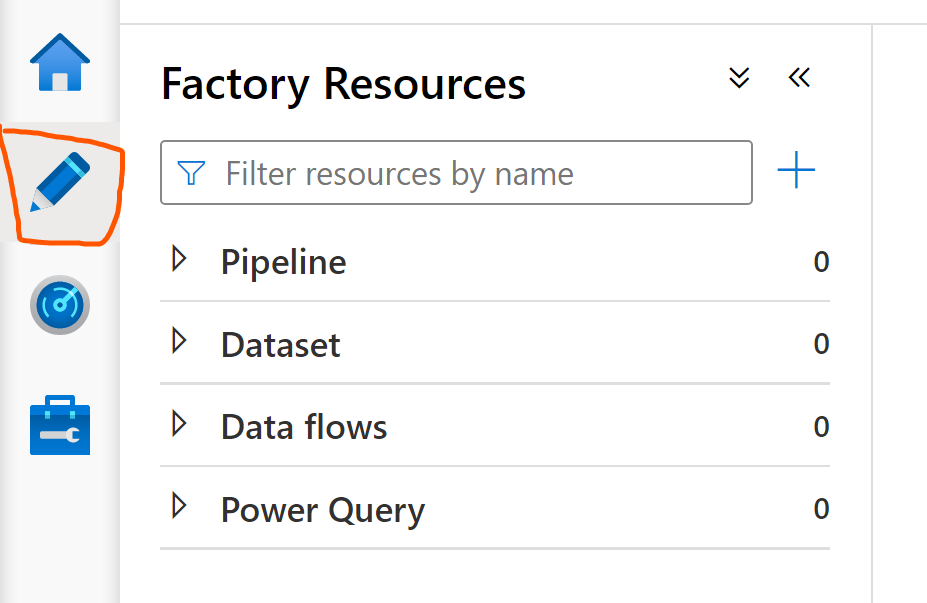 Factory Resources
Filter resources by name
Pipeline 0
Dataset 0
Data flows 0
Power Query 0